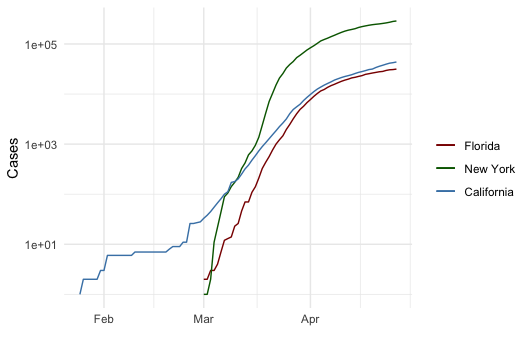 1e+05
1e+03
1e+01
Cases
Feb
Mar
Apr
Florida
New York
California